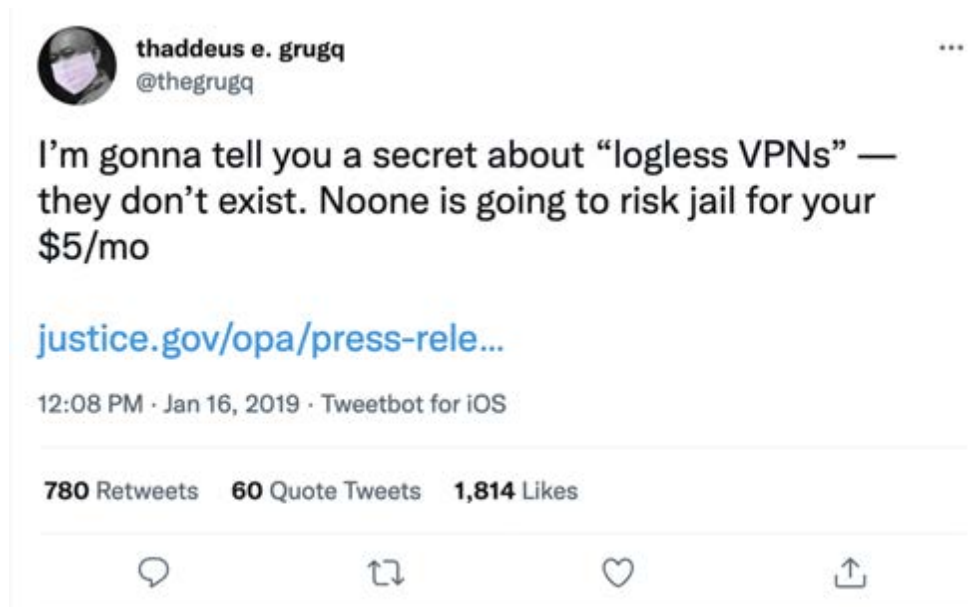 thaddeus e. grugq
@thegrugq
I'm gonna tell you a secret about “logless VPNs” —
they don't exist. Noone is going to risk jail for your
$5/mo
justice.gov/opa/press-rele...
12:08 PM · Jan 16, 2019 · Tweetbot for iOS
780 Retweets 60 Quote Tweets 1,814 Likes